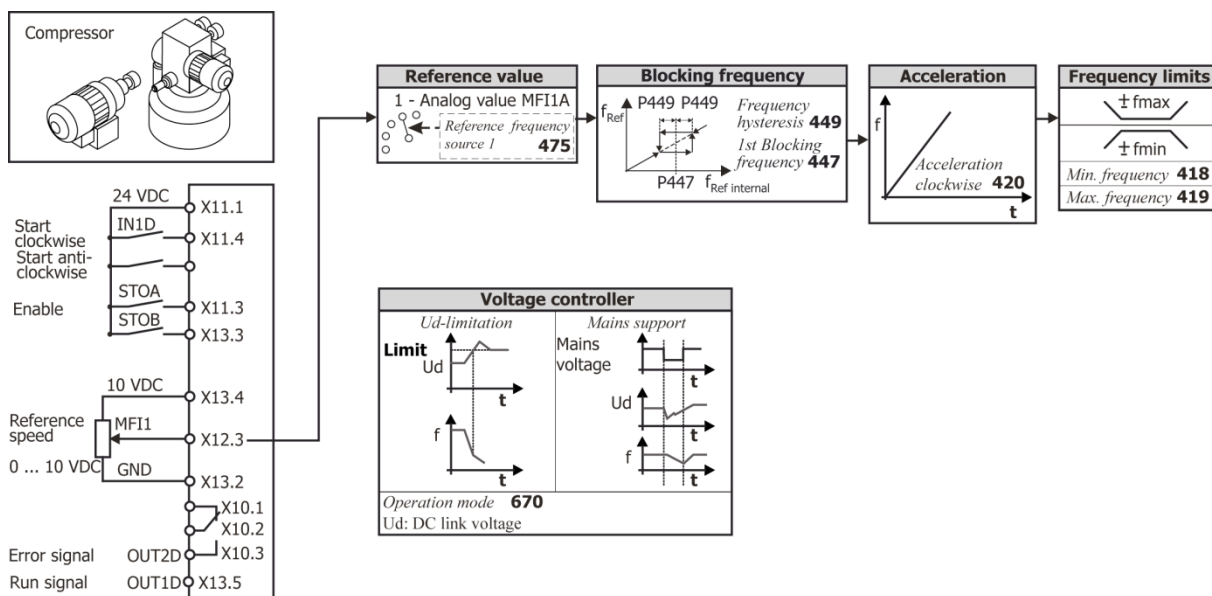 Compressor
24 VDC
X11.1
Start clockwise
IN1D
X11.4
Start anti-clockwise
Enable
STOA
X11.3
STOB
X13.3
10 VDC
X13.4
Reference speed
MFI1
X12.3
0 ... 10 VDC
GND
X13.2
X10.1
X10.2
Error signal
OUT2D
X10.3
Run signal
OUT1D
X13.5
Reference value
1 - Analog value MFI1A
Reference frequency
source 1
475
Blocking frequency
fRef
P449 P449
P447
fRef internal
Frequency
hysteresis 449
1st Blocking
frequency 447
Acceleration
f
Acceleration
clockwise 420
t
Frequency limits
± fmax
± fmin
Min. frequency 418
Max. frequency 419
Voltage controller
Ud-limitation
Limit
Ud
t
f
t
Mains support
Mains
voltage
t
Ud
t
f
t
Operation mode 670
Ud: DC link voltage